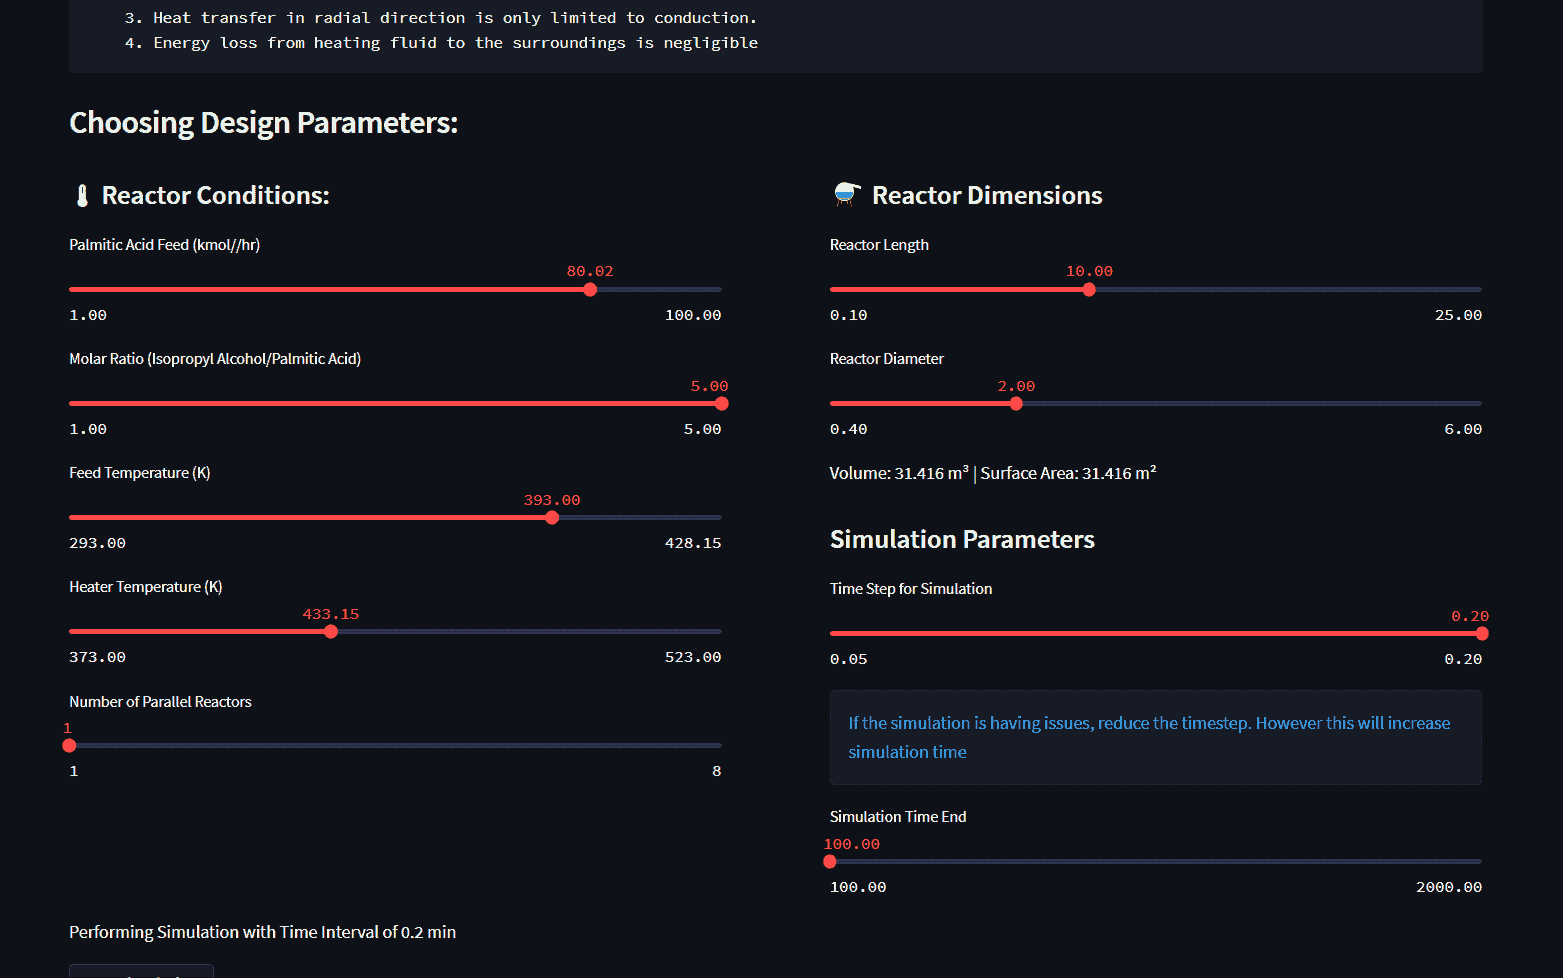 3. Heat transfer in radial direction is only limited to conduction.
4. Energy loss from heating fluid to the surroundings is negligible
Choosing Design Parameters:
Reactor Conditions:
Palmitic Acid Feed (kmol//hr)
80.02
1.00 100.00
Molar Ratio (Isopropyl Alcohol/Palmitic Acid)
5.00
1.00 5.00
Feed Temperature (K)
393.00
293.00 428.15
Heater Temperature (K)
433.15
373.00 523.00
Number of Parallel Reactors
1
1 8
Reactor Dimensions
Reactor Length
10.00
0.10 25.00
Reactor Diameter
2.00
0.40 6.00
Volume: 31.416 m³ | Surface Area: 31.416 m²
Simulation Parameters
Time Step for Simulation
0.20
0.05 0.20
If the simulation is having issues, reduce the timestep. However this will increase
simulation time
Simulation Time End
100.00
100.00 2000.00
Performing Simulation with Time Interval of 0.2 min